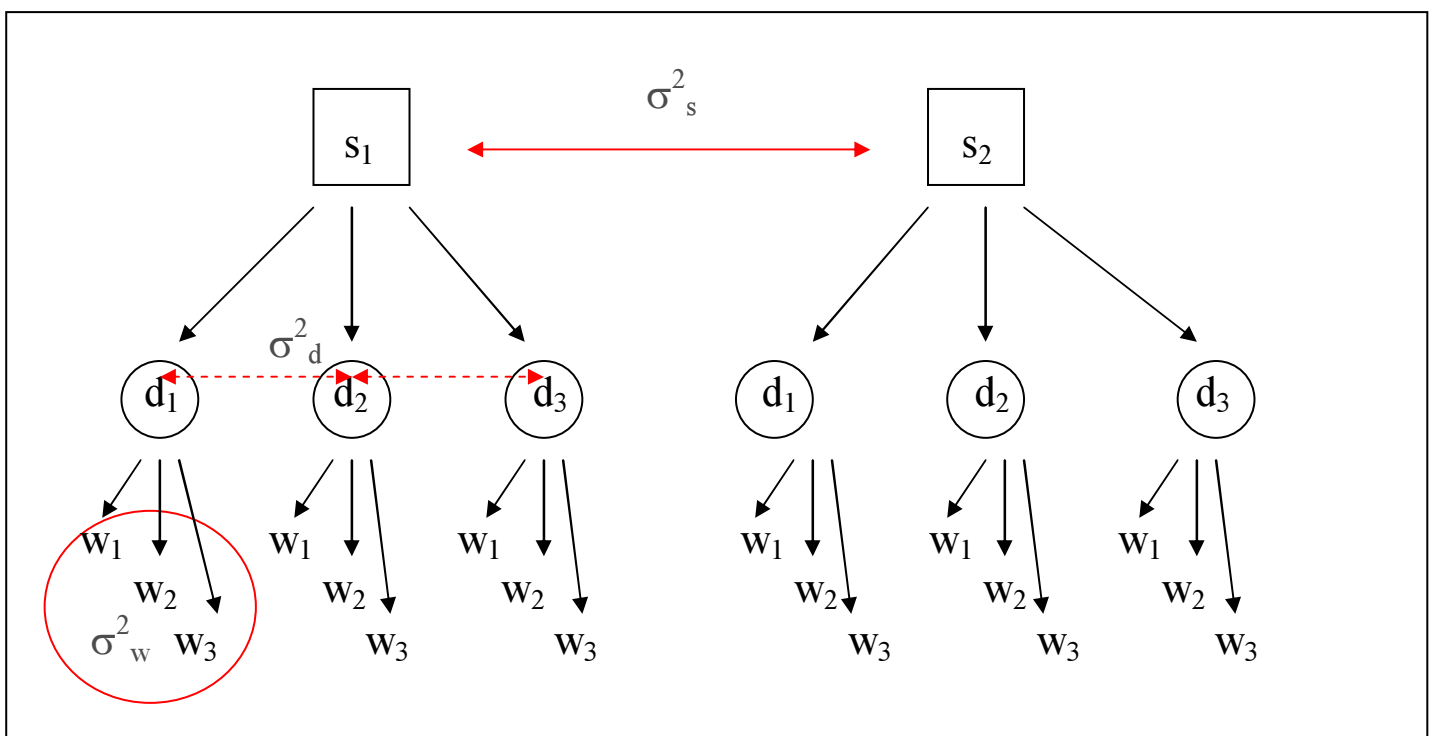 σ²ₛ
s₁ s₂
σ²d
d₁ d₂ d₃ d₁ d₂ d₃
w₁ w₁ w₁ w₁ w₁ w₁
w₂ w₂ w₂ w₂ w₂ w₂
σ²w w₃ w₃ w₃ w₃ w₃ w₃